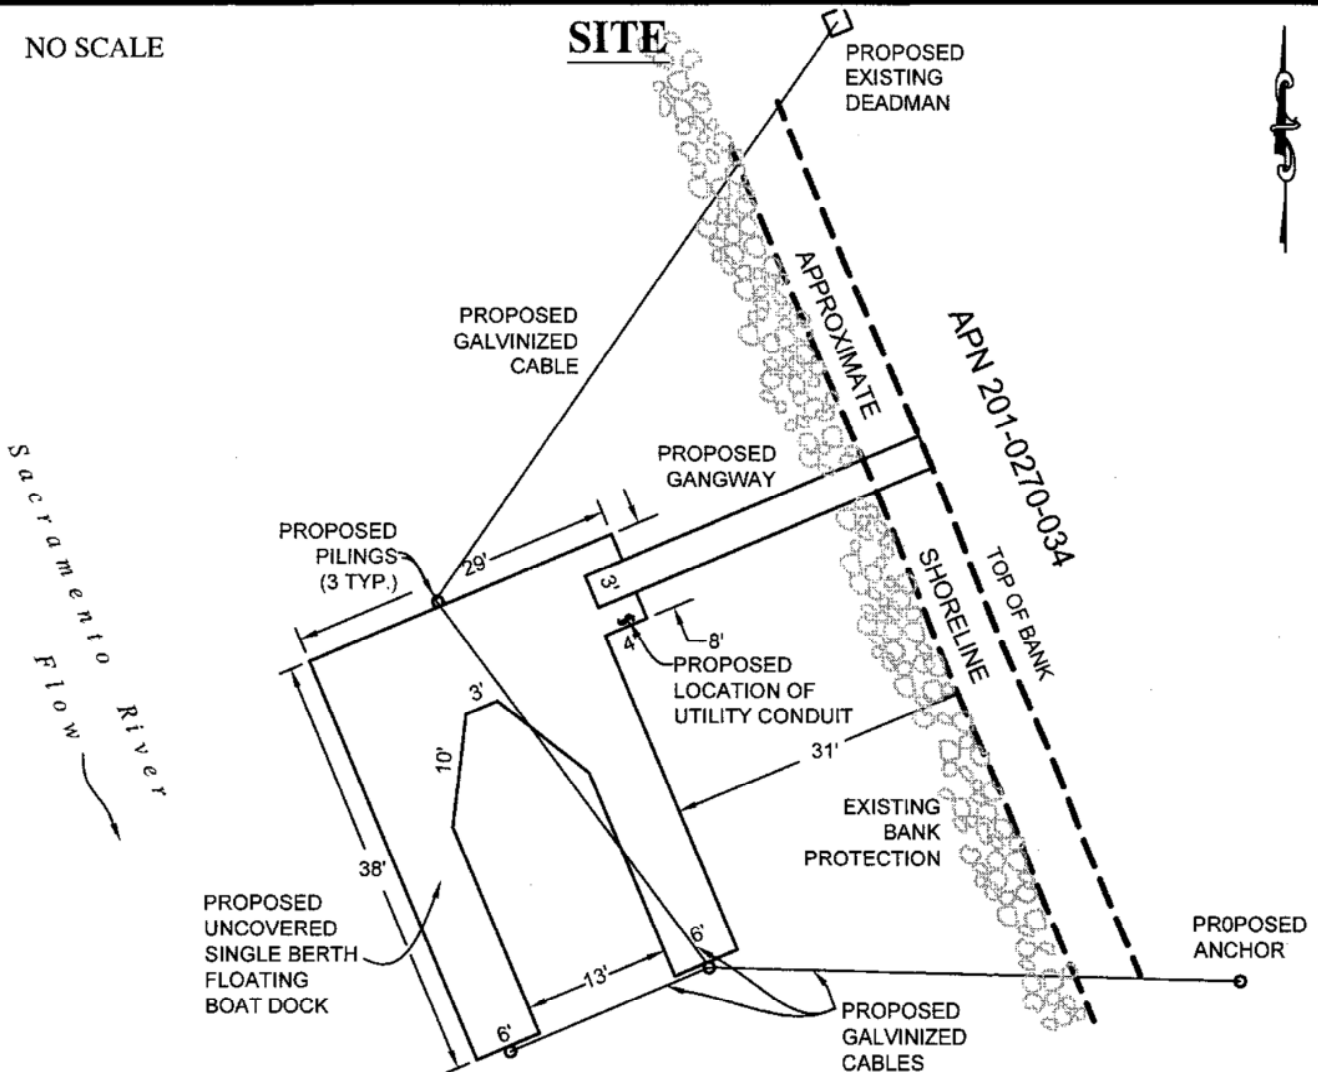 NO SCALE
SITE
PROPOSED
EXISTING
DEADMAN
PROPOSED
GALVINIZED
CABLE
APPROXIMATE
APN 201-0270-034
PROPOSED
GANGWAY
Sacramento River
Flow
PROPOSED
PILINGS
(3 TYP.)
29'
3'
4'
8'
SHORELINE
TOP OF BANK
PROPOSED
LOCATION OF
UTILITY CONDUIT
3'
10'
31'
EXISTING
BANK
PROTECTION
38'
PROPOSED
UNCOVERED
SINGLE BERTH
FLOATING
BOAT DOCK
6'
13'
6'
PROPOSED
ANCHOR
PROPOSED
GALVINIZED
CABLES